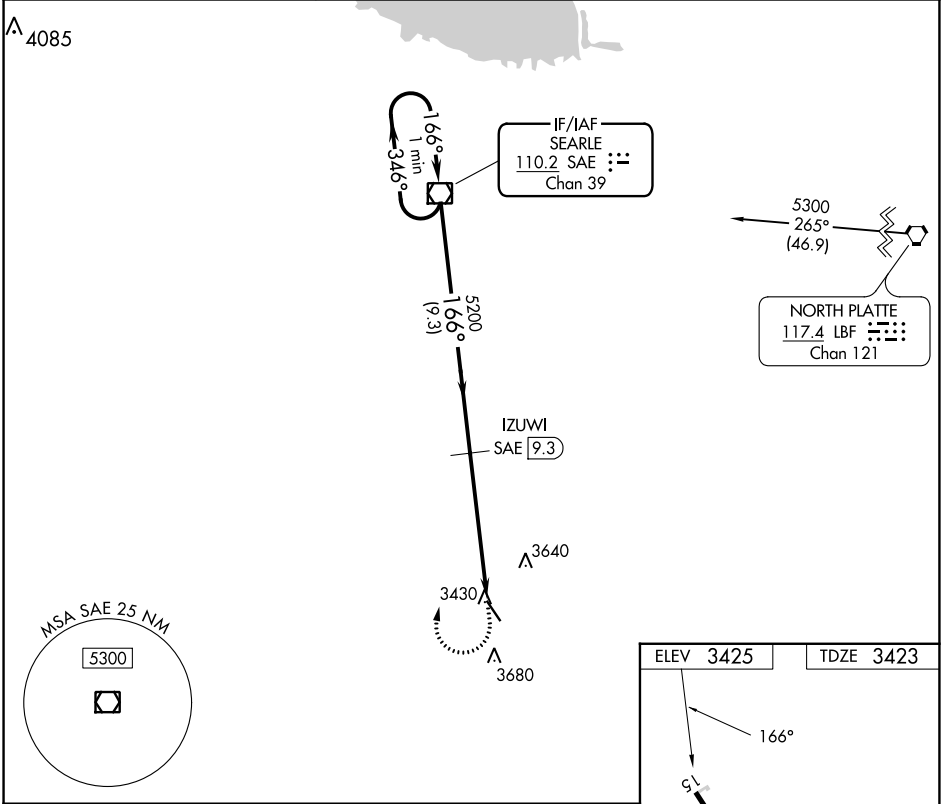 4085
166°
1 min
346°
IF/IAF
SEARLE
110.2 SAE
Chan 39
5300
265°
(46.9)
NORTH PLATTE
117.4 LBF
Chan 121
5200
166°
(9.3)
IZUWI
SAE 9.3
3640
3430
3680
MSA SAE 25 NM
5300
ELEV 3425
TDZE 3423
166°
15